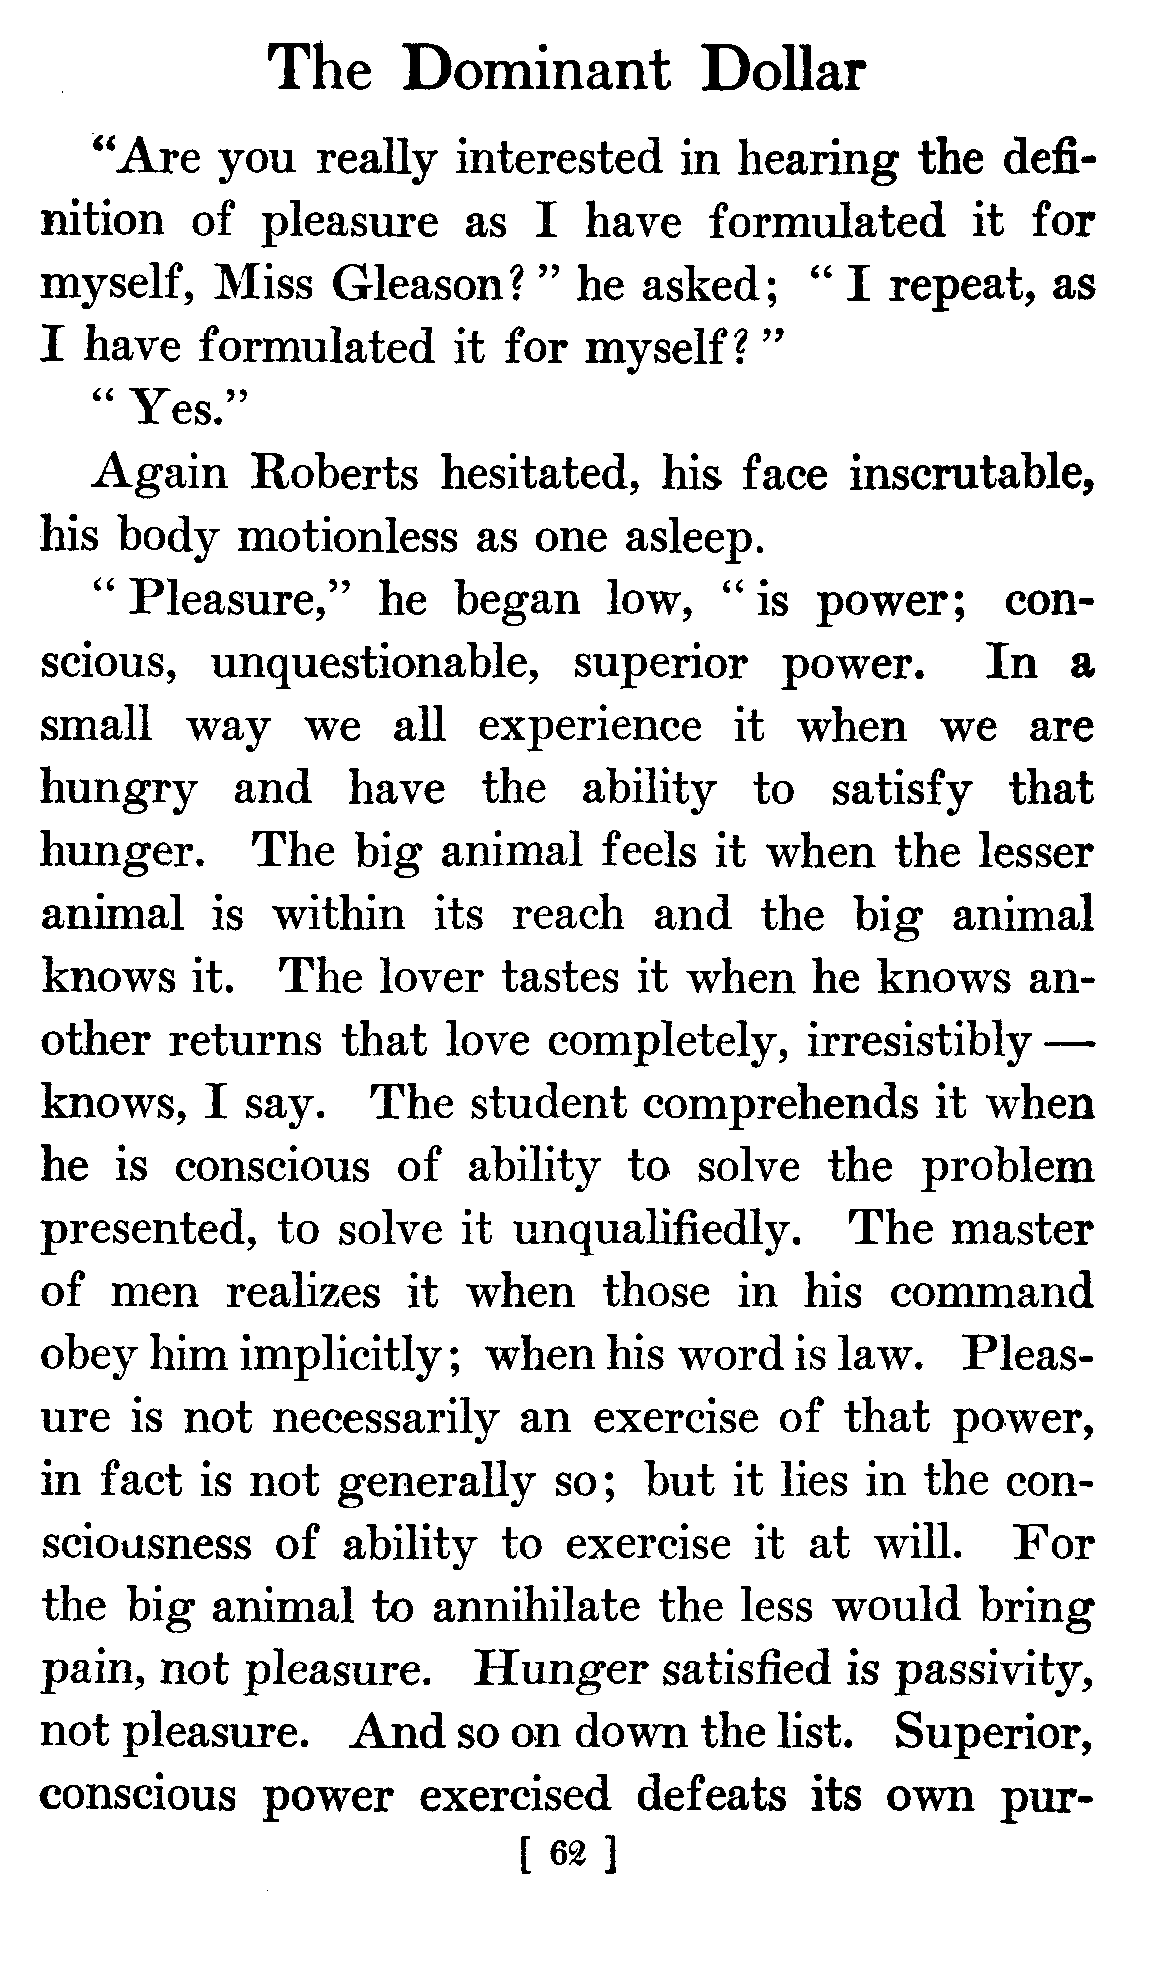 The Dominant Dollar
“Are you really interested in hearing the defi-
nition of pleasure as I have formulated it for
myself, Miss Gleason?” he asked; “I repeat, as
I have formulated it for myself?”
“Yes.”
Again Roberts hesitated, his face inscrutable,
his body motionless as one asleep.
“Pleasure,” he began low, “is power; con-
scious, unquestionable, superior power. In a
small way we all experience it when we are
hungry and have the ability to satisfy that
hunger. The big animal feels it when the lesser
animal is within its reach and the big animal
knows it. The lover tastes it when he knows an-
other returns that love completely, irresistibly —
knows, I say. The student comprehends it when
he is conscious of ability to solve the problem
presented, to solve it unqualifiedly. The master
of men realizes it when those in his command
obey him implicitly; when his word is law. Pleas-
ure is not necessarily an exercise of that power,
in fact is not generally so; but it lies in the con-
sciousness of ability to exercise it at will. For
the big animal to annihilate the less would bring
pain, not pleasure. Hunger satisfied is passivity,
not pleasure. And so on down the list. Superior,
conscious power exercised defeats its own pur-
[ 62 ]